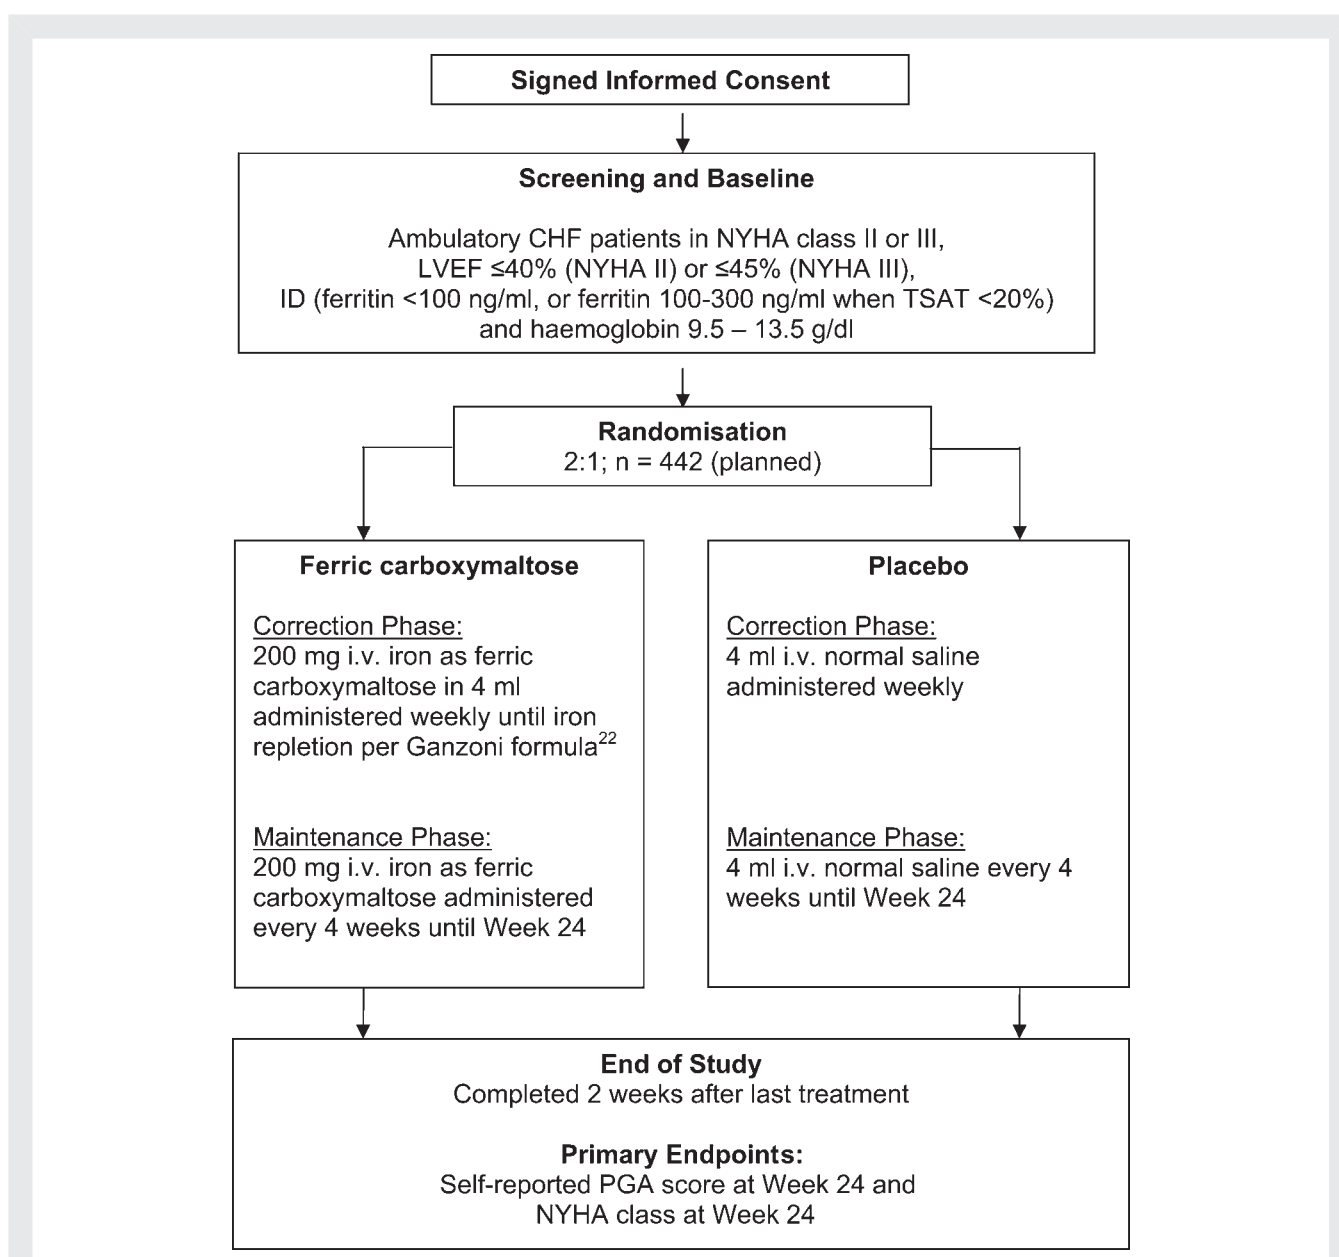 Signed Informed Consent
Screening and Baseline
Ambulatory CHF patients in NYHA class II or III,
LVEF ≤40% (NYHA II) or ≤45% (NYHA III),
ID (ferritin <100 ng/ml, or ferritin 100-300 ng/ml when TSAT <20%)
and haemoglobin 9.5 – 13.5 g/dl
Randomisation
2:1; n = 442 (planned)
Ferric carboxymaltose
Correction Phase:
200 mg i.v. iron as ferric
carboxymaltose in 4 ml
administered weekly until iron
repletion per Ganzoni formula22
Maintenance Phase:
200 mg i.v. iron as ferric
carboxymaltose administered
every 4 weeks until Week 24
Placebo
Correction Phase:
4 ml i.v. normal saline
administered weekly
Maintenance Phase:
4 ml i.v. normal saline every 4
weeks until Week 24
End of Study
Completed 2 weeks after last treatment
Primary Endpoints:
Self-reported PGA score at Week 24 and
NYHA class at Week 24